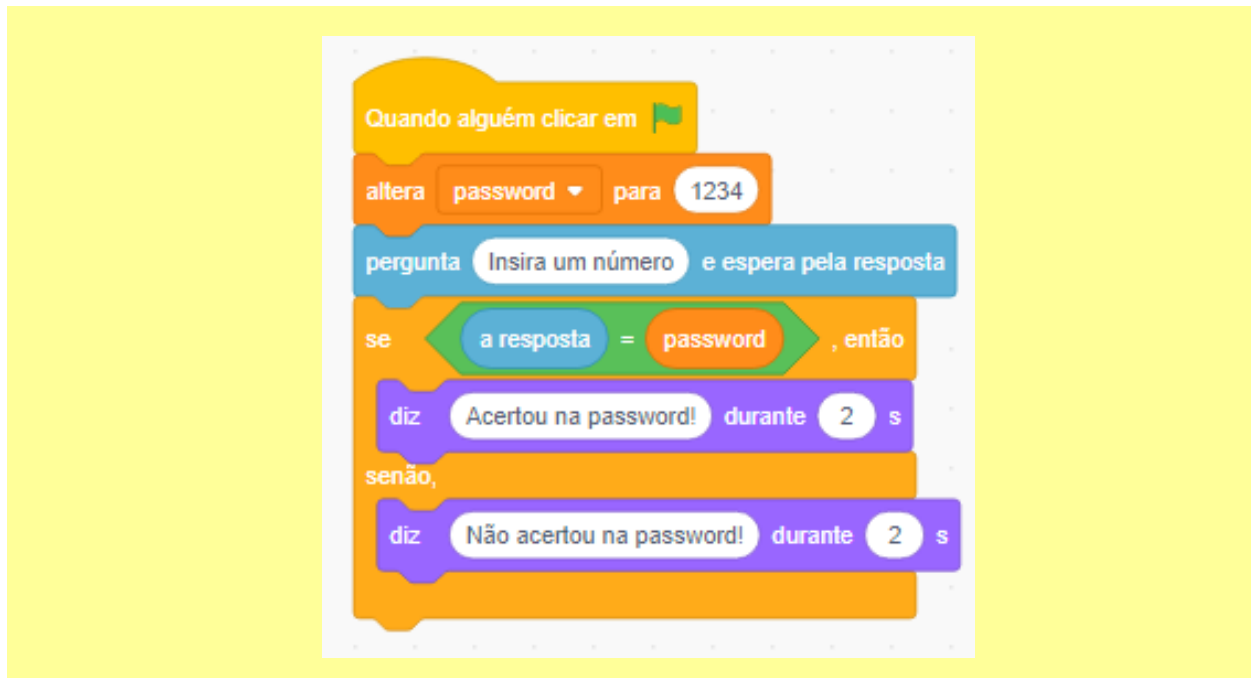 Quando alguém clicar em
altera password para 1234
pergunta Insira um número e espera pela resposta
se a resposta = password , então
diz Acertou na password! durante 2 s
senão,
diz Não acertou na password! durante 2 s